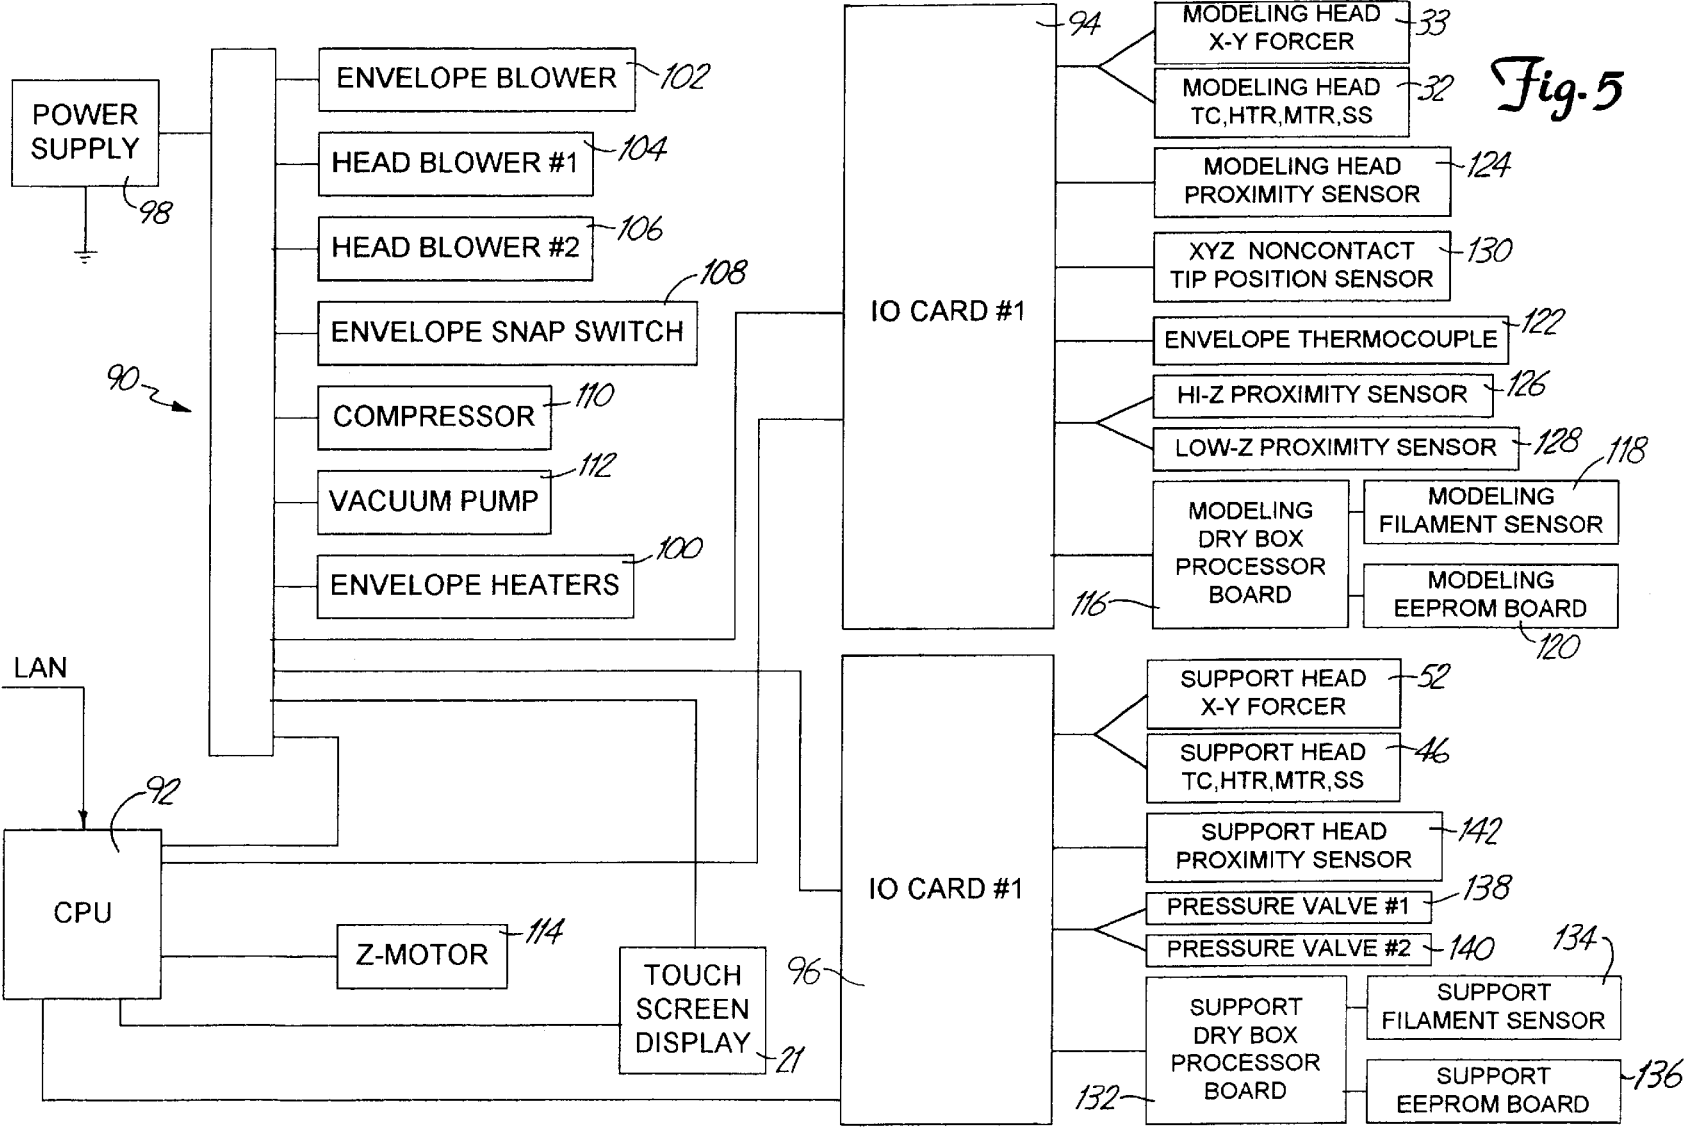 Fig. 5
POWER
SUPPLY
98
90
ENVELOPE BLOWER
102
HEAD BLOWER #1
104
HEAD BLOWER #2
106
ENVELOPE SNAP SWITCH
108
COMPRESSOR
110
VACUUM PUMP
112
ENVELOPE HEATERS
100
LAN
92
CPU
Z-MOTOR
114
TOUCH
SCREEN
DISPLAY
21
IO CARD #1
94
MODELING HEAD
X-Y FORCER
33
MODELING HEAD
TC,HTR,MTR,SS
32
MODELING HEAD
PROXIMITY SENSOR
124
XYZ NONCONTACT
TIP POSITION SENSOR
130
ENVELOPE THERMOCOUPLE
122
HI-Z PROXIMITY SENSOR
126
LOW-Z PROXIMITY SENSOR
128
MODELING
DRY BOX
PROCESSOR
BOARD
116
MODELING
FILAMENT SENSOR
118
MODELING
EEPROM BOARD
120
IO CARD #1
96
SUPPORT HEAD
X-Y FORCER
52
SUPPORT HEAD
TC,HTR,MTR,SS
46
SUPPORT HEAD
PROXIMITY SENSOR
142
PRESSURE VALVE #1
138
PRESSURE VALVE #2
140
SUPPORT
DRY BOX
PROCESSOR
BOARD
132
SUPPORT
FILAMENT SENSOR
134
SUPPORT
EEPROM BOARD
136